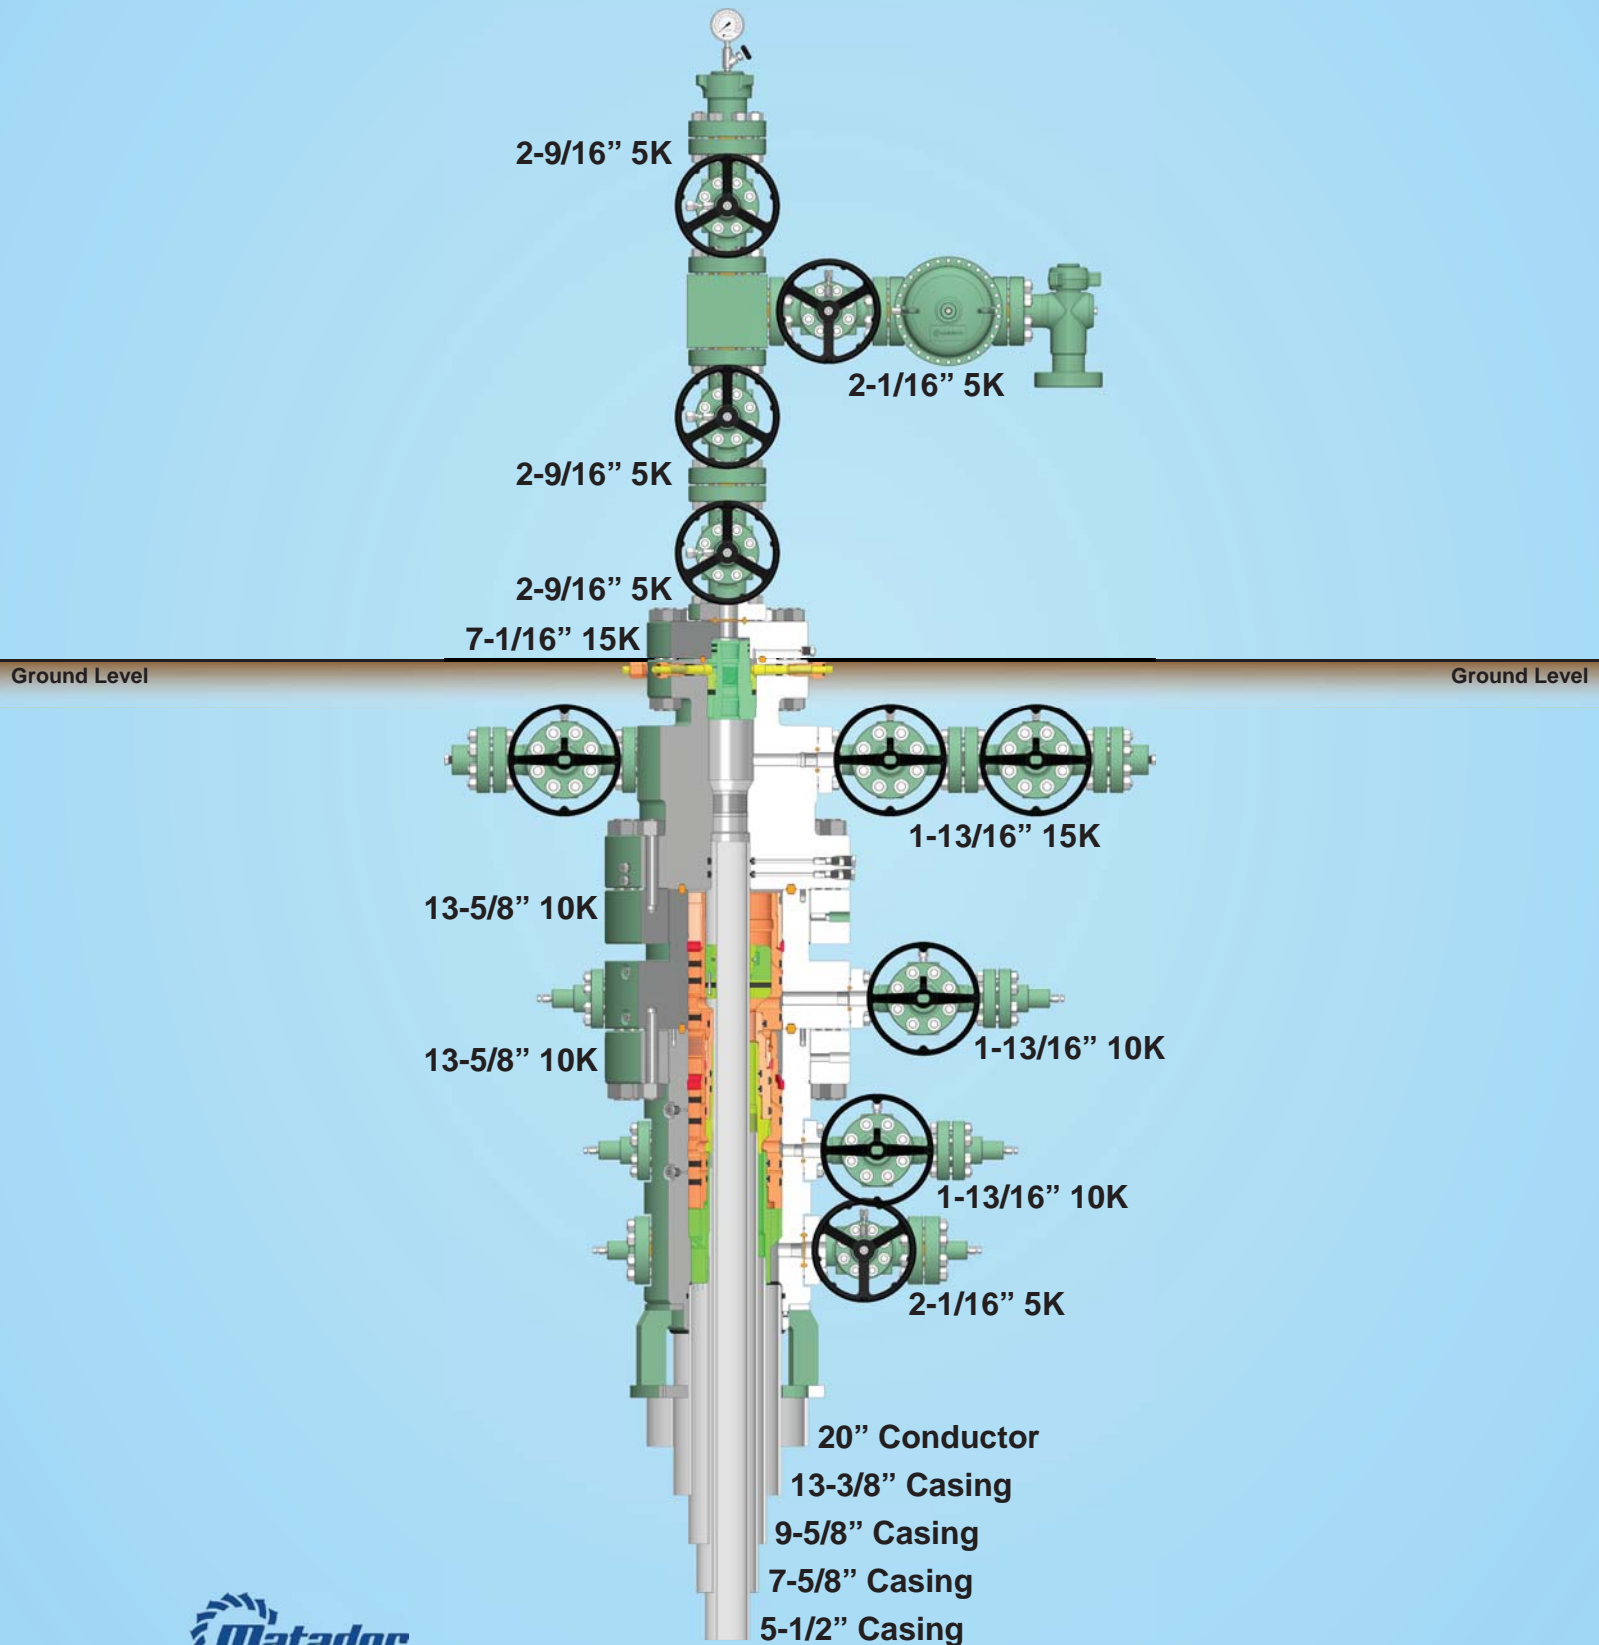 2-9/16” 5K
2-1/16” 5K
2-9/16” 5K
2-9/16” 5K
7-1/16” 15K
Ground Level
Ground Level
1-13/16” 15K
13-5/8” 10K
1-13/16” 10K
13-5/8” 10K
1-13/16” 10K
2-1/16” 5K
20” Conductor
13-3/8” Casing
9-5/8” Casing
7-5/8” Casing
5-1/2” Casing
Matador